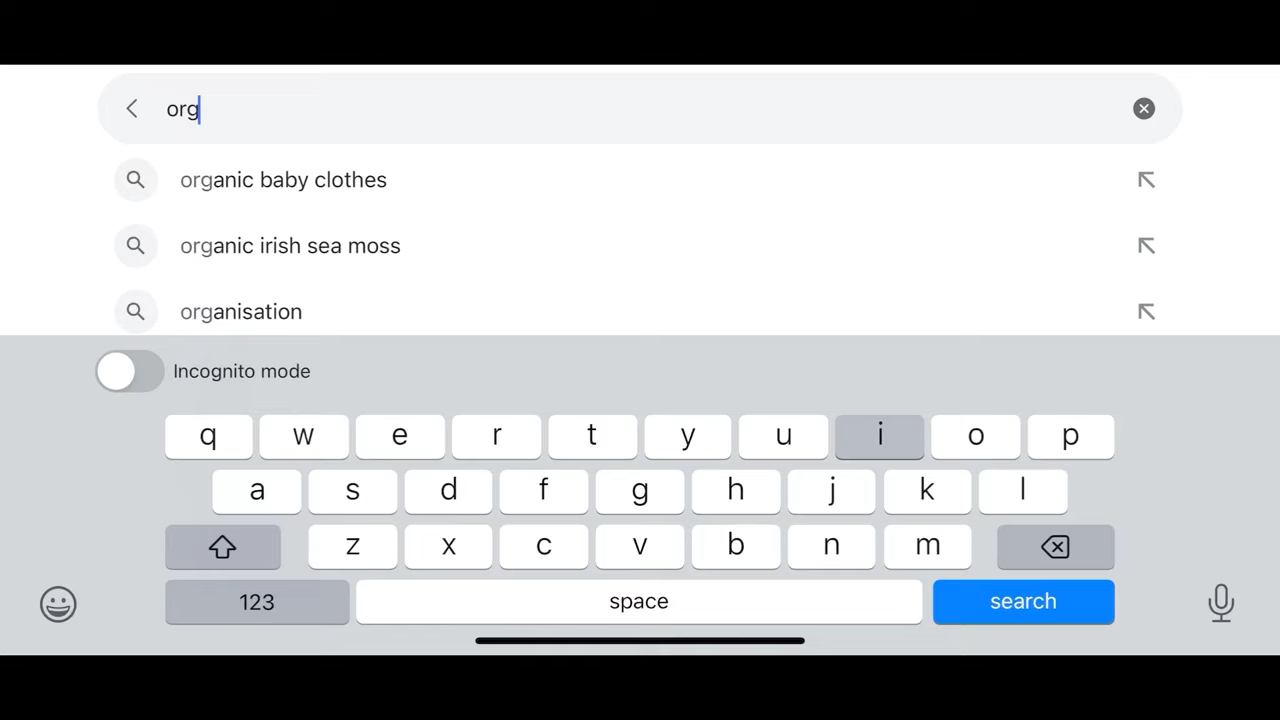 org
organic baby clothes
organic irish sea moss
organisation
Incognito mode
q w e r t y u i o p
a s d f g h j k l
z x c v b n m
123 space search